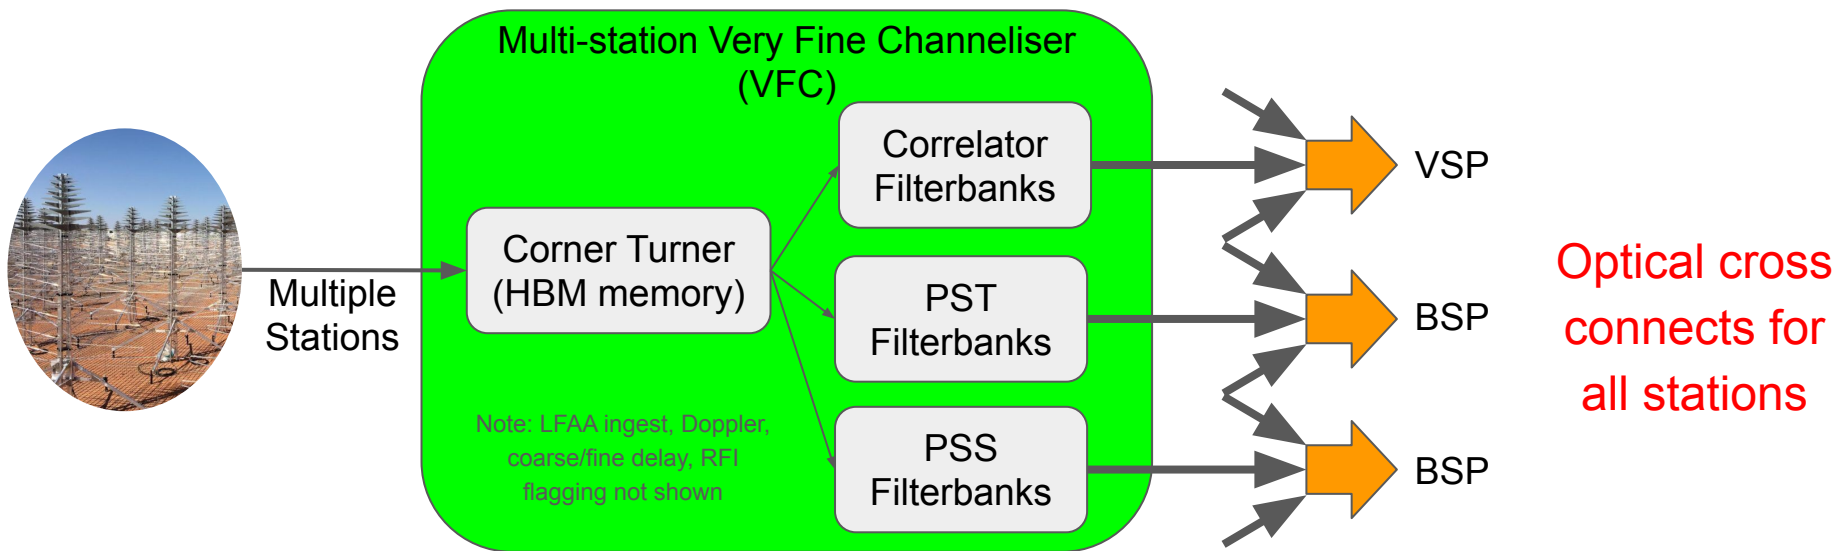 Multi-station Very Fine Channeliser
(VFC)
Correlator
Filterbanks
VSP
Corner Turner
(HBM memory)
Multiple
Stations
PST
Filterbanks
BSP
Optical cross
connects for
all stations
Note: LFAA ingest, Doppler,
coarse/fine delay, RFI
flagging not shown
PSS
Filterbanks
BSP